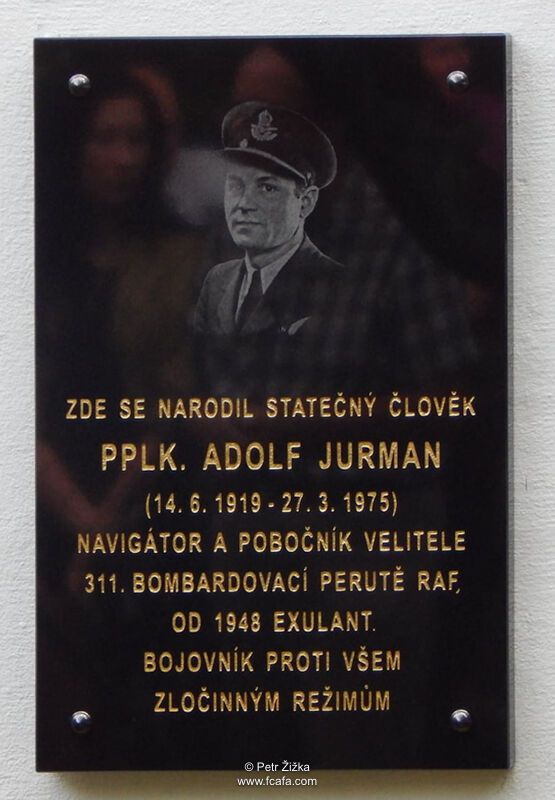 ZDE SE NARODIL STATEČNÝ ČLOVĚK
PPLK. ADOLF JURMAN
(14. 6. 1919 - 27. 3. 1975)
NAVIGÁTOR A POBOČNÍK VELITELE
311. BOMBARDOVACÍ PERUTĚ RAF,
OD 1948 EXULANT.
BOJOVNÍK PROTI VŠEM
ZLOČINNÝM REŽIMŮM
© Petr Žižka
www.fcafa.com